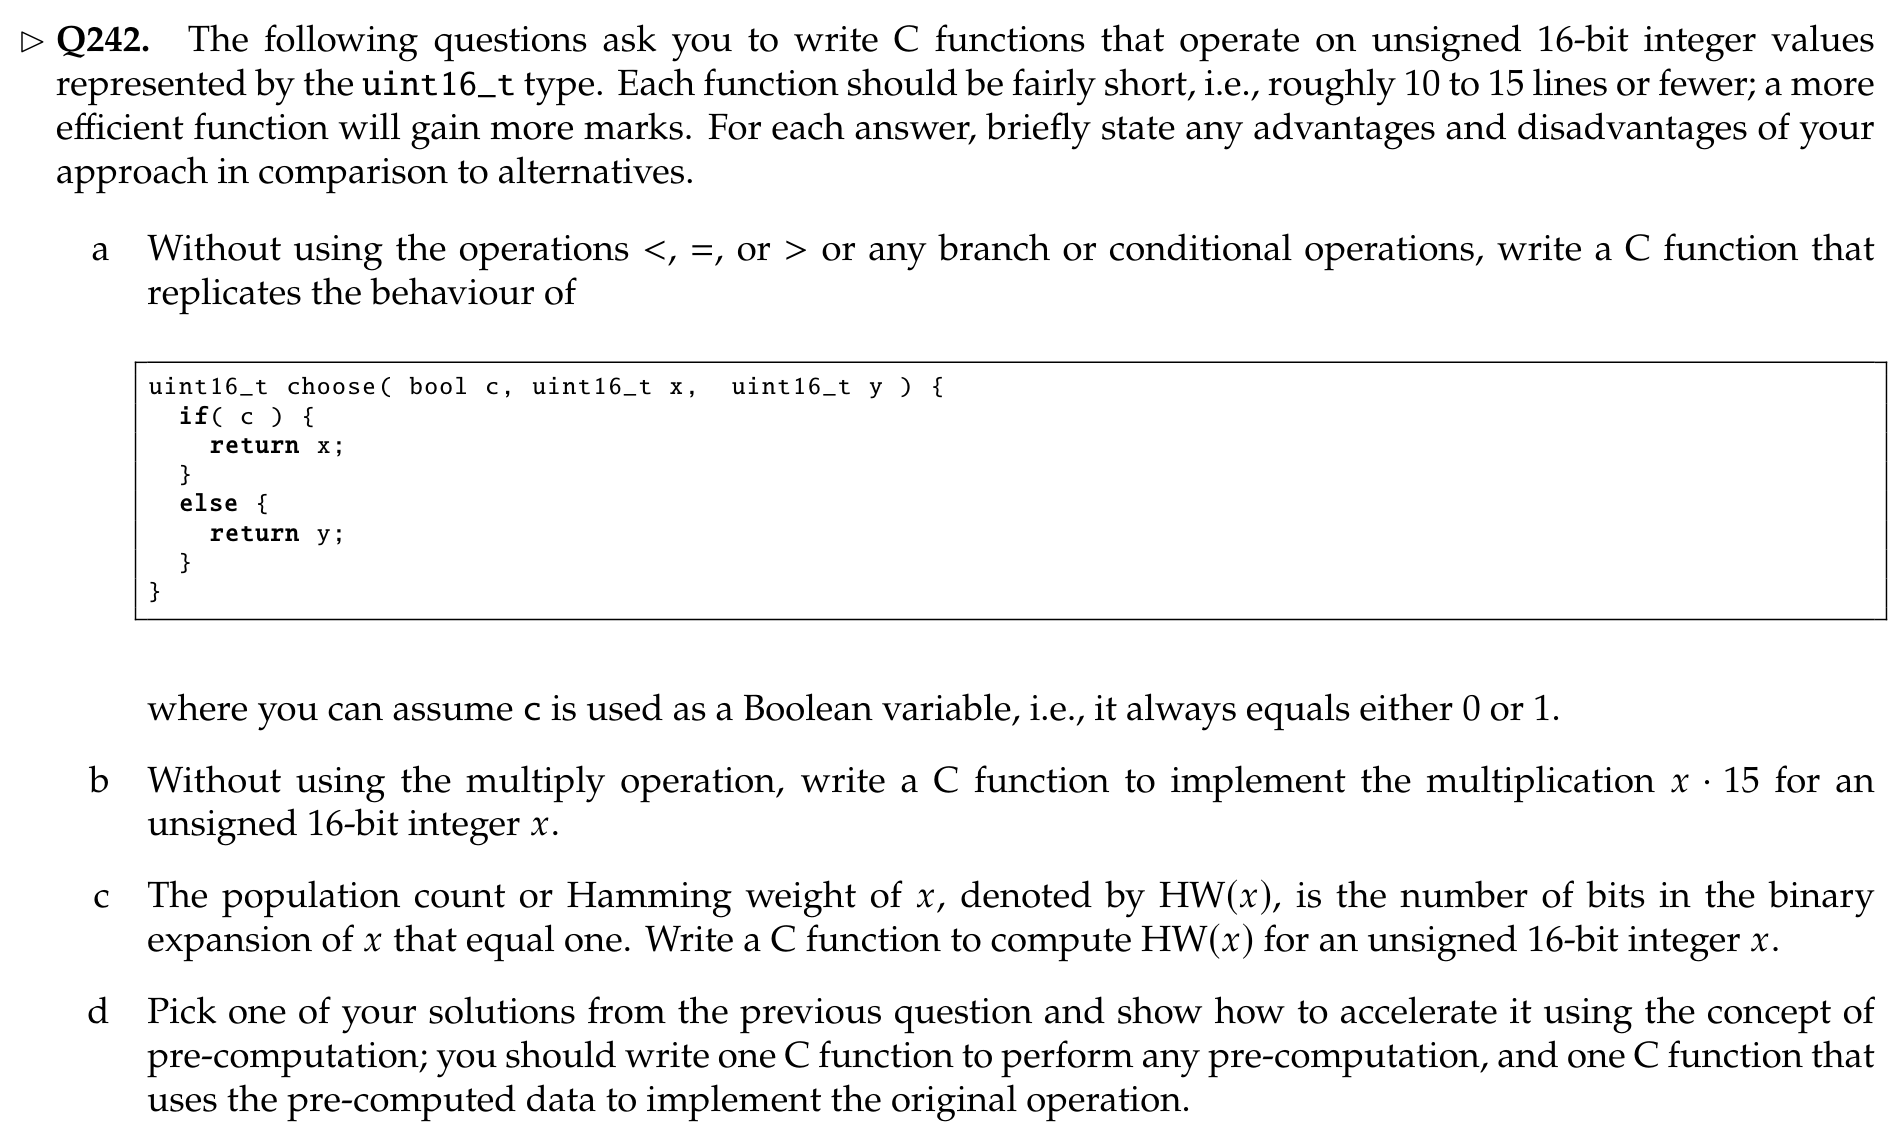 ▷ Q242. The following questions ask you to write C functions that operate on unsigned 16-bit integer values
represented by the uint16_t type. Each function should be fairly short, i.e., roughly 10 to 15 lines or fewer; a more
efficient function will gain more marks. For each answer, briefly state any advantages and disadvantages of your
approach in comparison to alternatives.
a Without using the operations <, =, or > or any branch or conditional operations, write a C function that
replicates the behaviour of
uint16_t choose( bool c, uint16_t x,  uint16_t y ) {
  if( c ) {
    return x;
  }
  else {
    return y;
  }
}
where you can assume c is used as a Boolean variable, i.e., it always equals either 0 or 1.
b Without using the multiply operation, write a C function to implement the multiplication x · 15 for an
unsigned 16-bit integer x.
c The population count or Hamming weight of x, denoted by HW(x), is the number of bits in the binary
expansion of x that equal one. Write a C function to compute HW(x) for an unsigned 16-bit integer x.
d Pick one of your solutions from the previous question and show how to accelerate it using the concept of
pre-computation; you should write one C function to perform any pre-computation, and one C function that
uses the pre-computed data to implement the original operation.